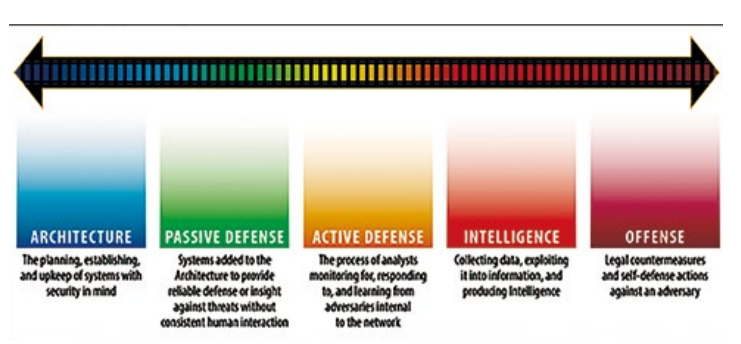 ARCHITECTURE
The planning, establishing,
and upkeep of systems with
security in mind
PASSIVE DEFENSE
Systems added to the
Architecture to provide
reliable defense or insight
against threats without
consistent human interaction
ACTIVE DEFENSE
The process of analysts
monitoring for, responding
to, and learning from
adversaries internal
to the network
INTELLIGENCE
Collecting data, exploiting
it into information, and
producing Intelligence
OFFENSE
Legal countermeasures
and self-defense actions
against an adversary